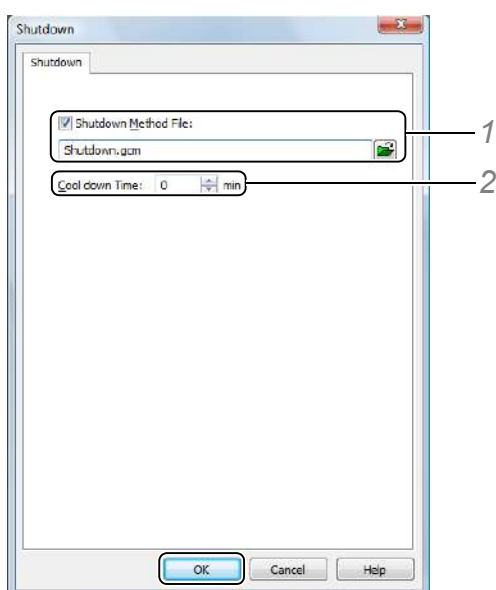 Shutdown
Shutdown
Shutdown Method File:
1
Shutdown.gcm
Cool down Time: 0 min
2
OK Cancel Help